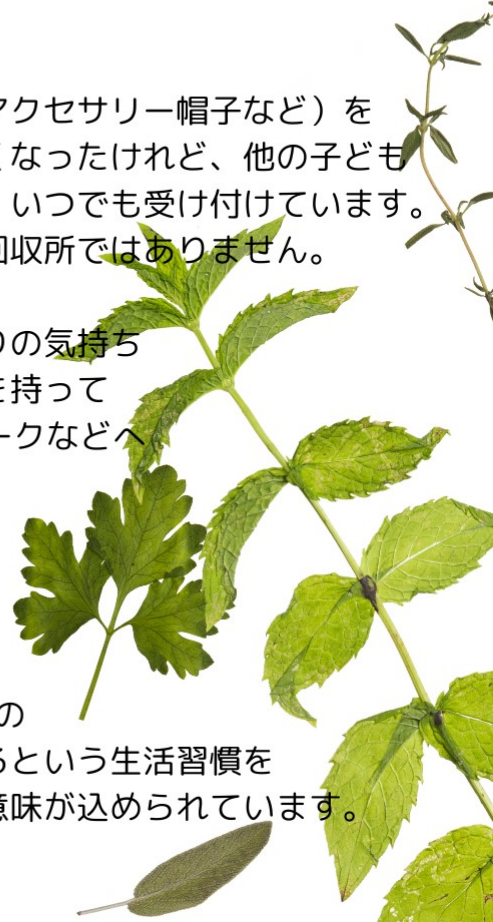 アクセサリー帽子など）を
くなったけれど、他の子ども
いつでも受け付けています。
回収所ではありません。
りの気持ち
を持って
ークなどへ
の
るという生活習慣を
意味が込められています。